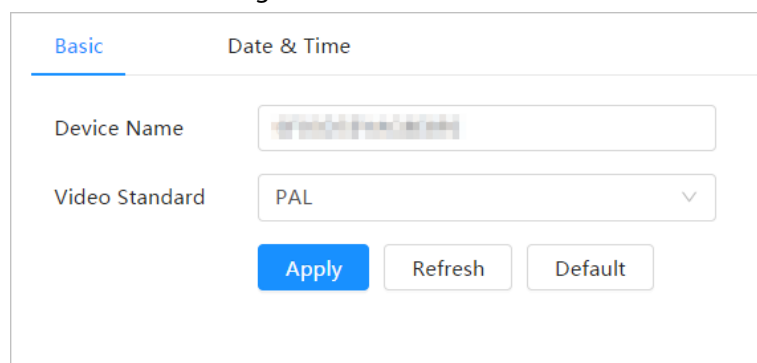 Basic Date & Time
Device Name
Video Standard PAL
Apply Refresh Default